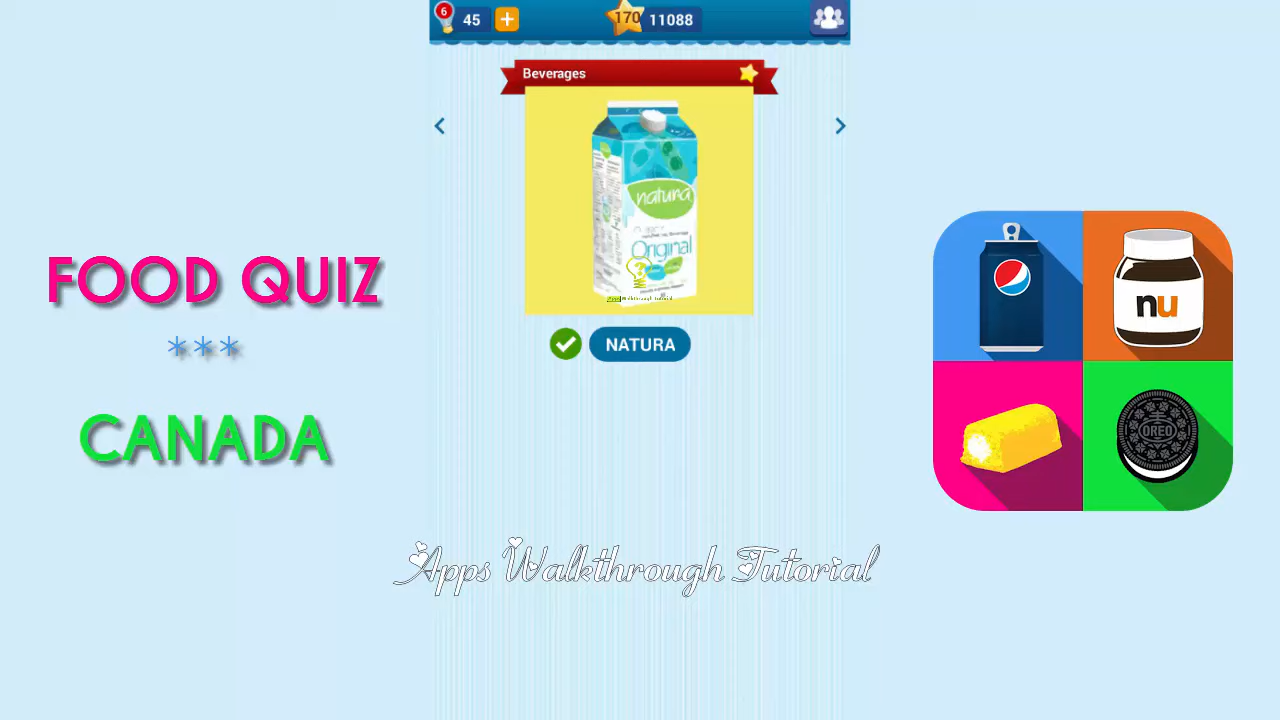 6
45
+
170
11088
Beverages
natura
Original
NATURA
FOOD QUIZ
***
CANADA
nu
OREO
Apps Walkthrough Tutorial